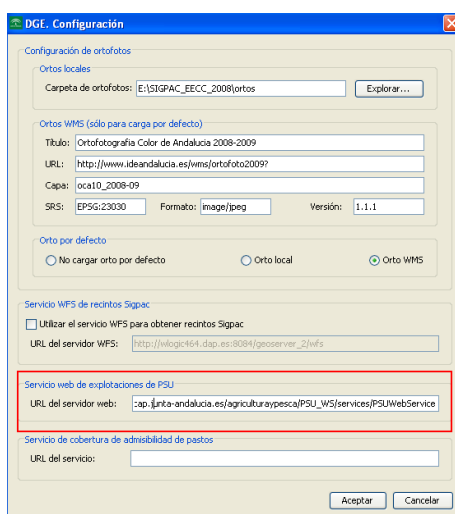 DGE. Configuración
Configuración de ortofotos
Ortos locales
Carpeta de ortofotos: E:\SIGPAC_EECC_2008\ortos Explorar...
Ortos WMS (sólo para carga por defecto)
Título: Ortofotografia Color de Andalucia 2008-2009
URL: http://www.ideandalucia.es/wms/ortofoto2009?
Capa: oca10_2008-09
SRS: EPSG:23030 Formato: image/jpeg Versión: 1.1.1
Orto por defecto
No cargar orto por defecto Orto local Orto WMS
Servicio WFS de recintos Sigpac
Utilizar el servicio WFS para obtener recintos Sigpac
URL del servidor WFS: http://wlogic464.dap.es:8084/geoserver_2/wfs
Servicio web de explotaciones de PSU
URL del servidor web: cap.junta-andalucia.es/agriculturaypesca/PSU_WS/services/PSUWebService
Servicio de cobertura de admisibilidad de pastos
URL del servicio:
Aceptar Cancelar